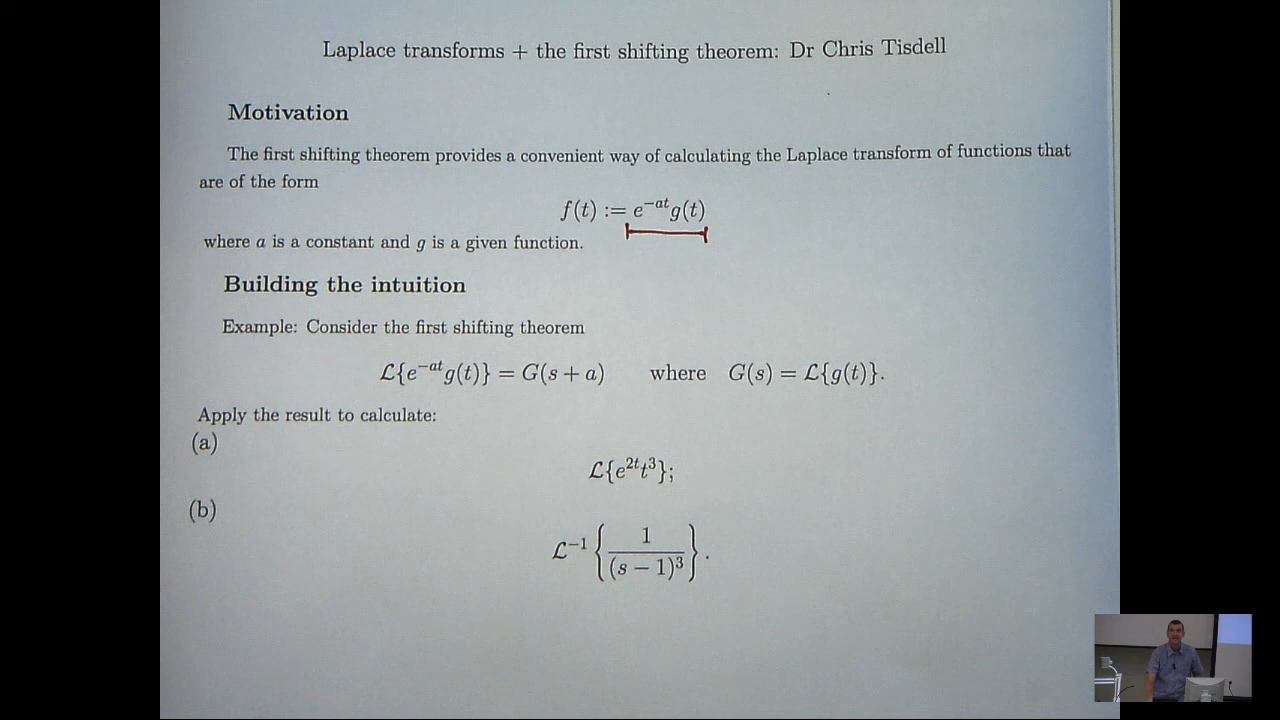 Laplace transforms + the first shifting theorem: Dr Chris Tisdell
Motivation
The first shifting theorem provides a convenient way of calculating the Laplace transform of functions that
are of the form
f(t) := e^{-at}g(t)
where a is a constant and g is a given function.
Building the intuition
Example: Consider the first shifting theorem
ℒ{e^{-at}g(t)} = G(s + a) where G(s) = ℒ{g(t)}.
Apply the result to calculate:
(a)
ℒ{e^{2t}t^3};
(b)
ℒ^{-1} { 1 / (s − 1)^3 } .